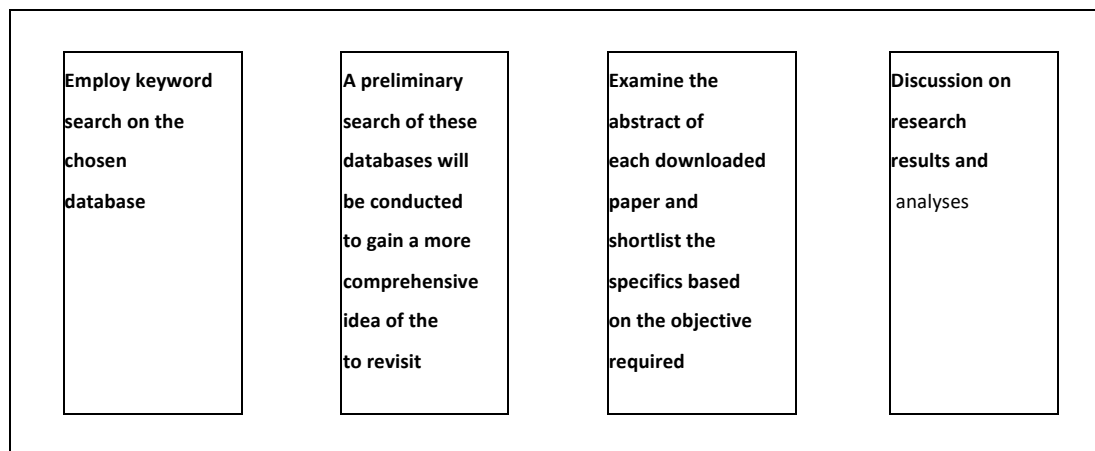 Employ keyword
search on the
chosen
database
A preliminary
search of these
databases will
be conducted
to gain a more
comprehensive
idea of the
to revisit
Examine the
abstract of
each downloaded
paper and
shortlist the
specifics based
on the objective
required
Discussion on
research
results and
analyses